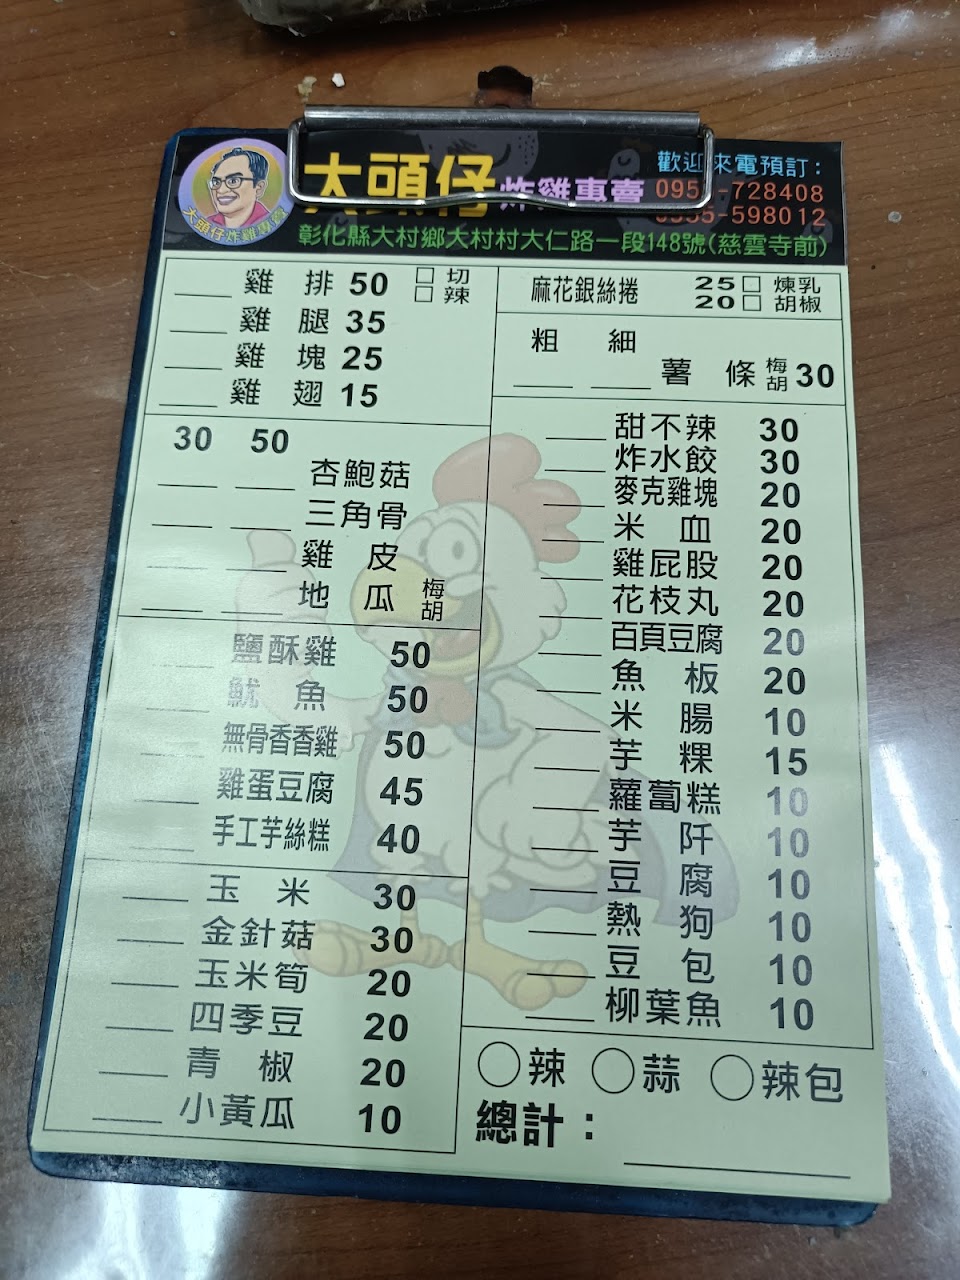 大頭仔炸雞專賣
大頭仔 炸雞專賣
歡迎來電預訂:
728408
598012
彰化縣大村鄉大村村大仁路一段148號(慈雲寺前)
雞排 50 □切 □辣
雞腿 35
雞塊 25
雞翅 15
30 50
杏鮑菇
三角骨
雞皮
地瓜 梅胡
鹽酥雞 50
魷魚 50
無骨香香雞 50
雞蛋豆腐 45
手工芋絲糕 40
玉米 30
金針菇 30
玉米筍 20
四季豆 20
青椒 20
小黃瓜 10
麻花銀絲捲 25□煉乳 20□胡椒
粗 細
薯條 梅胡 30
甜不辣 30
炸水餃 30
麥克雞塊 20
米血 20
雞屁股 20
花枝丸 20
百頁豆腐 20
魚板 20
米腸 10
芋粿 15
蘿蔔糕 10
芋阡 10
豆腐 10
熱狗 10
豆包 10
柳葉魚 10
○辣 ○蒜 ○辣包
總計: